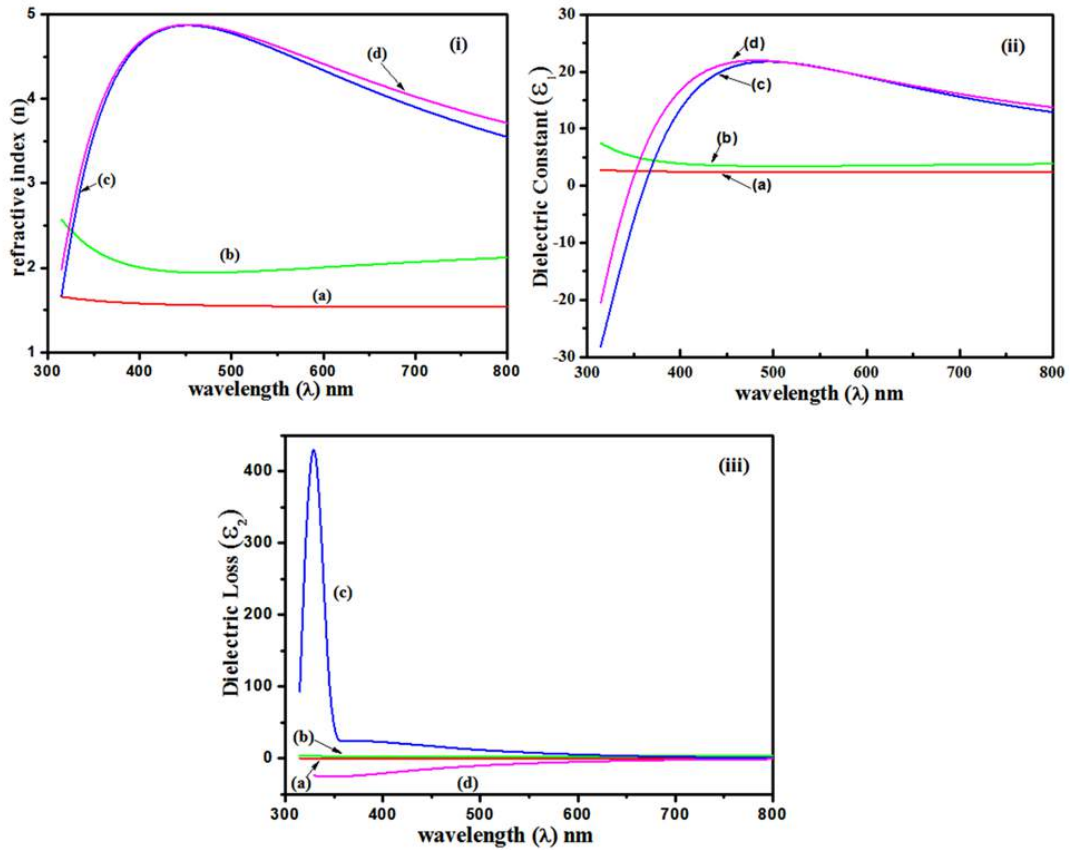 (i)
refractive Index (n)
5
4
3
2
1
(d)
(c)
(b)
(a)
300 400 500 600 700 800
wavelength (λ) nm
(ii)
Dielectric Constant (ε₁)
30
20
10
0
-10
-20
-30
(d)
(c)
(b)
(a)
300 400 500 600 700 800
wavelength (λ) nm
(iii)
Dielectric Loss (ε₂)
400
300
200
100
0
(c)
(b)
(a)
(d)
300 400 500 600 700 800
wavelength (λ) nm